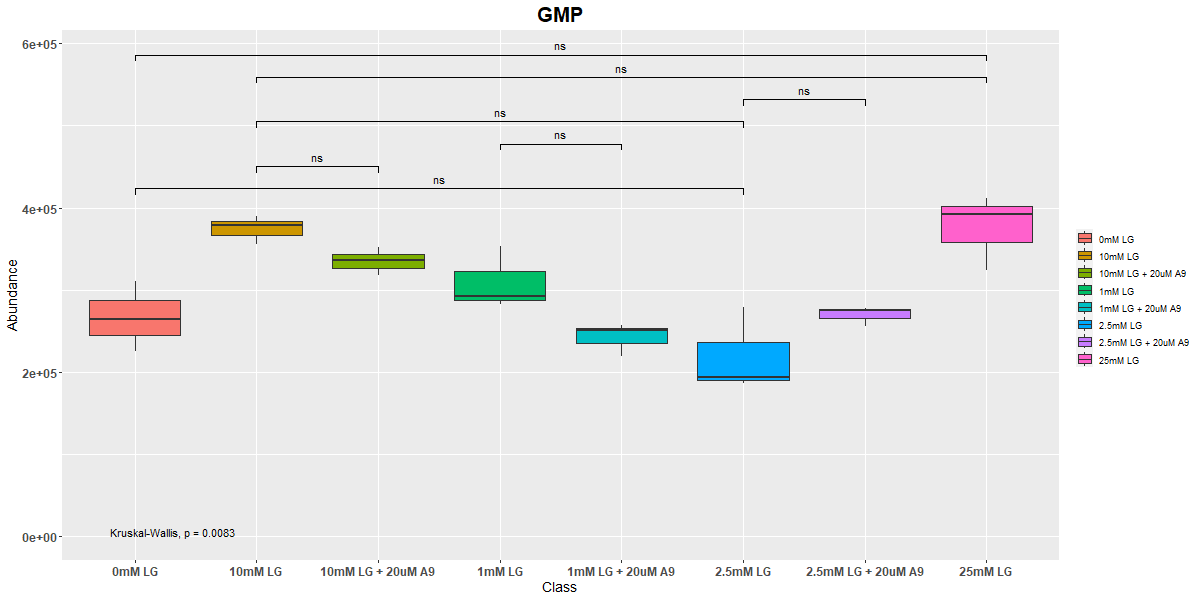 GMP
6e+05
4e+05
2e+05
0e+00
Abundance
ns
ns
ns
ns
ns
ns
ns
Kruskal-Wallis, p = 0.0083
0mM LG
10mM LG
10mM LG + 20uM A9
1mM LG
1mM LG + 20uM A9
2.5mM LG
2.5mM LG + 20uM A9
25mM LG
Class
0mM LG
10mM LG
10mM LG + 20uM A9
1mM LG
1mM LG + 20uM A9
2.5mM LG
2.5mM LG + 20uM A9
25mM LG